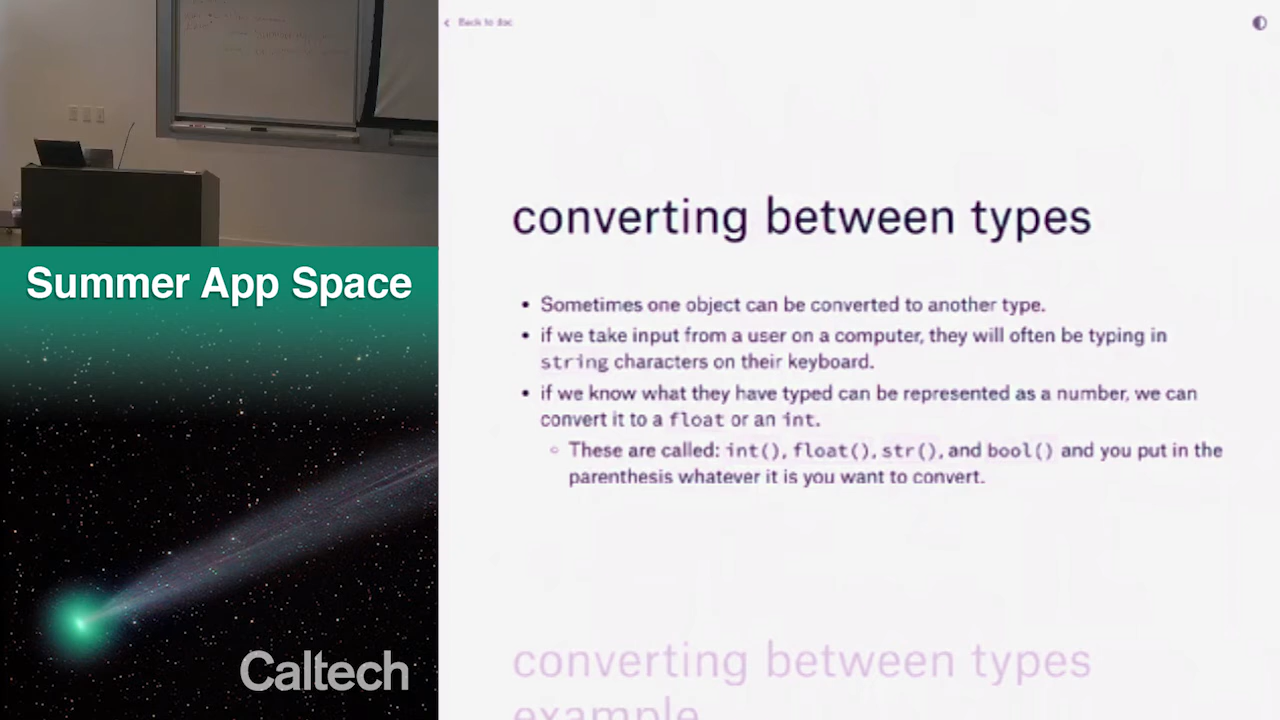 Back to doc
converting between types
• Sometimes one object can be converted to another type.
• if we take input from a user on a computer, they will often be typing in
string characters on their keyboard.
• if we know what they have typed can be represented as a number, we can
convert it to a float or an int.
◦ These are called: int(), float(), str(), and bool() and you put in the
parenthesis whatever it is you want to convert.
converting between types
example
Summer App Space
Caltech